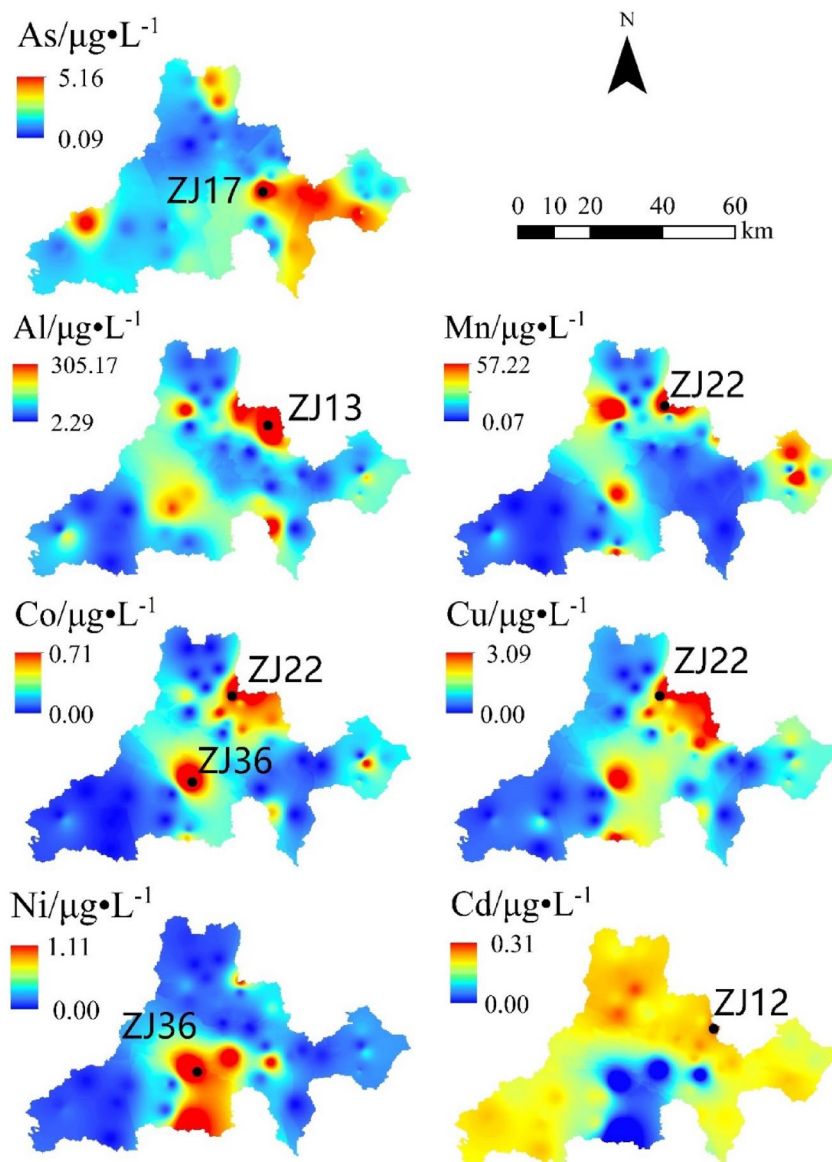 As/μg•L⁻¹
5.16
0.09
ZJ17
N
0 10 20 40 60
km
Al/μg•L⁻¹
305.17
2.29
ZJ13
Mn/μg•L⁻¹
57.22
0.07
ZJ22
Co/μg•L⁻¹
0.71
0.00
ZJ22
ZJ36
Cu/μg•L⁻¹
3.09
0.00
ZJ22
Ni/μg•L⁻¹
1.11
0.00
ZJ36
Cd/μg•L⁻¹
0.31
0.00
ZJ12